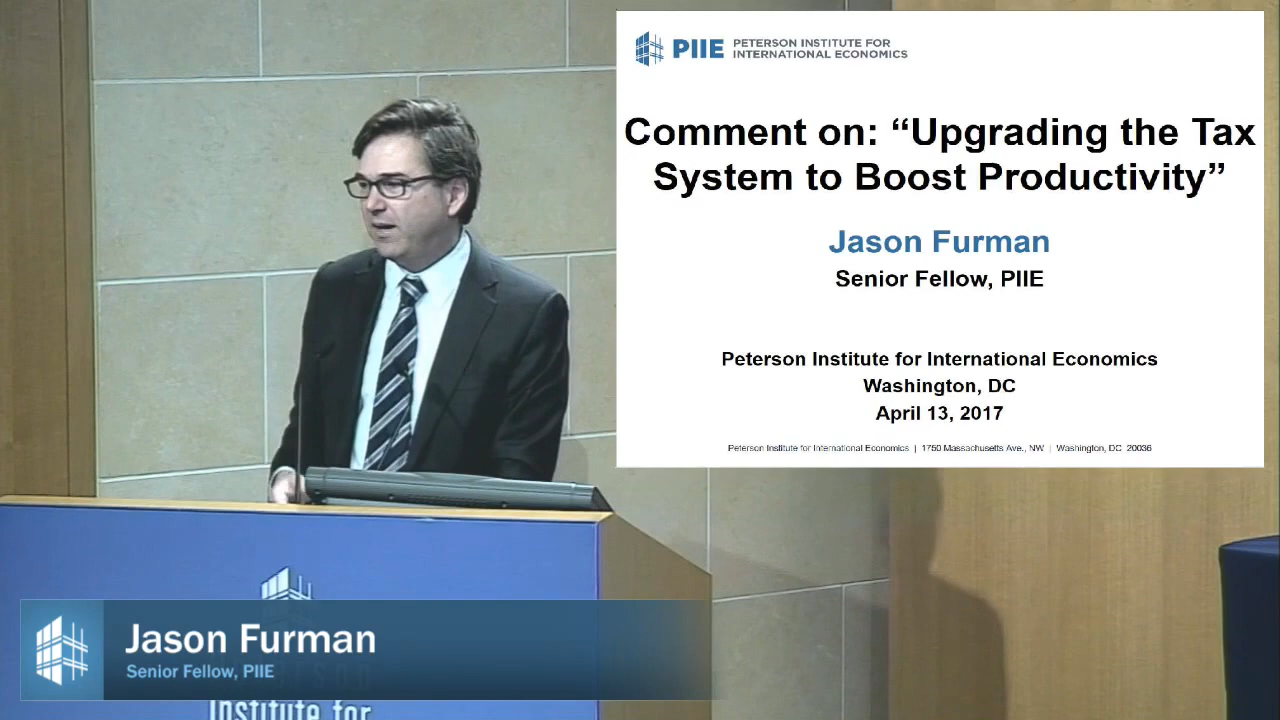 PIIE
PETERSON INSTITUTE FOR
INTERNATIONAL ECONOMICS
Comment on: “Upgrading the Tax
System to Boost Productivity”
Jason Furman
Senior Fellow, PIIE
Peterson Institute for International Economics
Washington, DC
April 13, 2017
Peterson Institute for International Economics | 1750 Massachusetts Ave., NW | Washington, DC 20036
Jason Furman
Senior Fellow, PIIE
Institute for